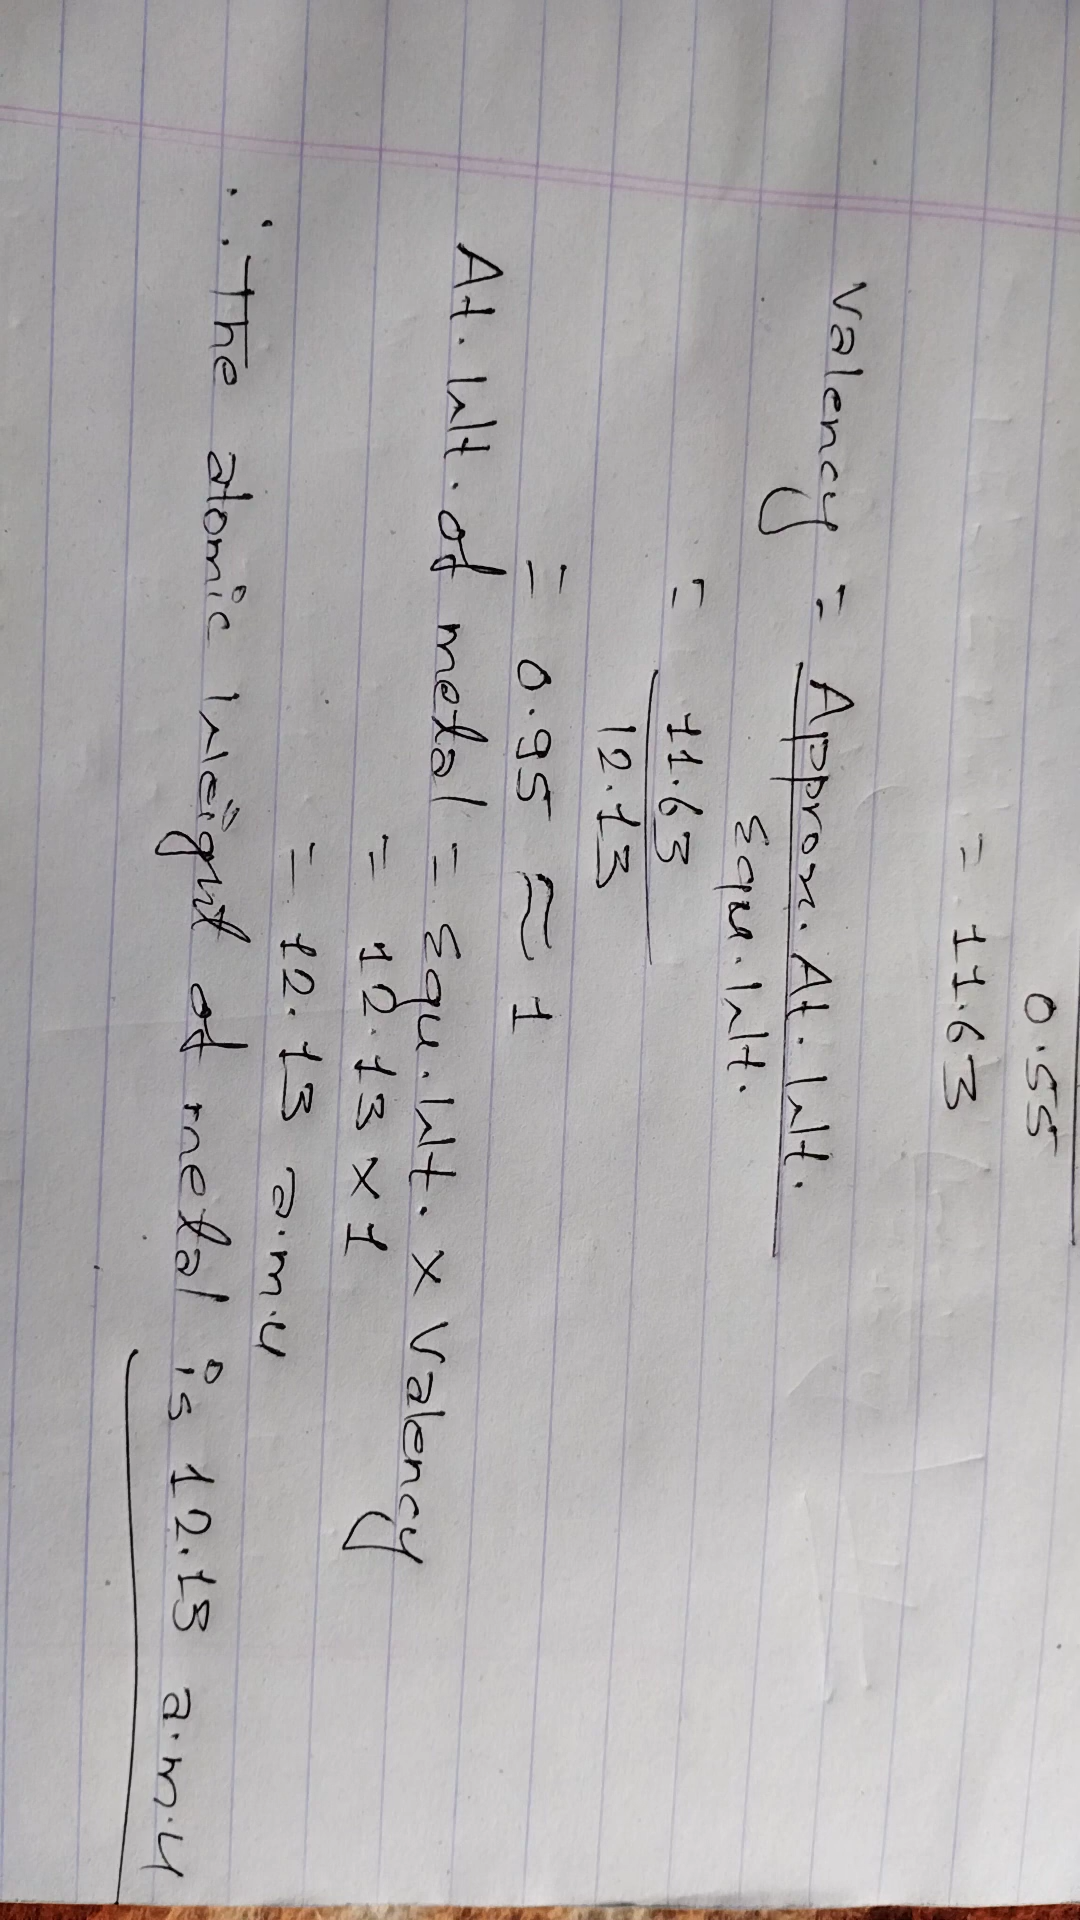 0.55
= 11.63
Valency = Approx. At. Wt.
Equ. Wt.
= 11.63
12.13
= 0.95 ≈ 1
At. Wt. of metal = Equ. Wt. × Valency
= 12.13 × 1
= 12.13 a.m.u
∴ The atomic weight of metal is 12.13 a.m.u